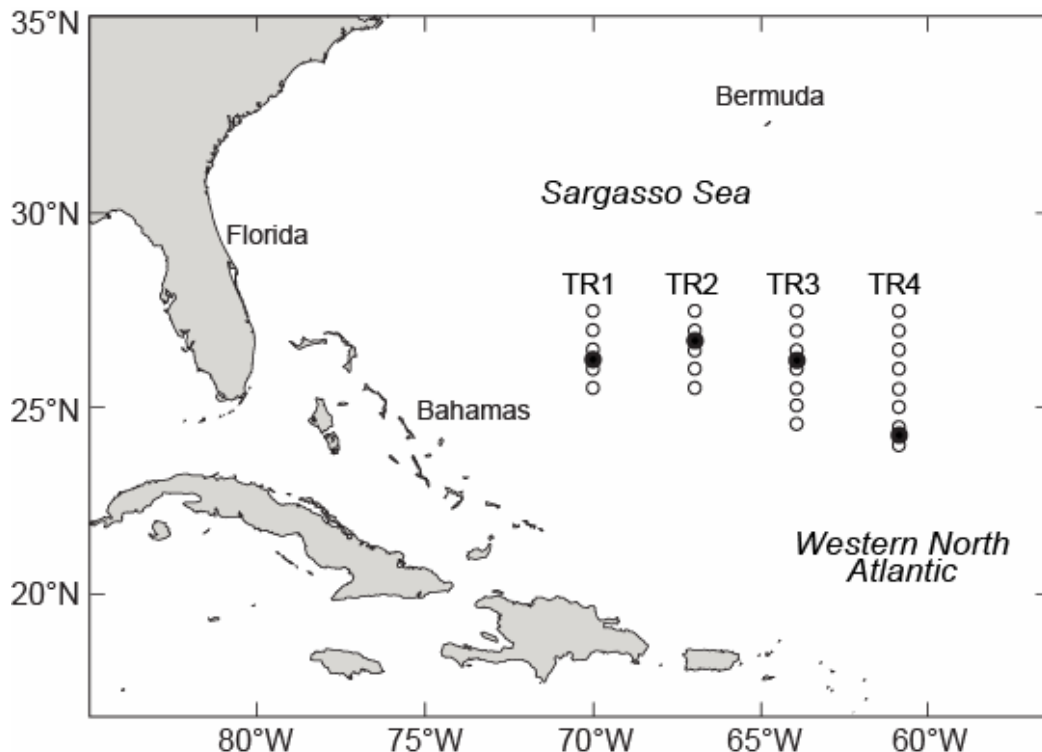 35°N
Bermuda
Sargasso Sea
30°N
Florida
TR1 TR2 TR3 TR4
25°N
Bahamas
Western North
Atlantic
20°N
80°W 75°W 70°W 65°W 60°W